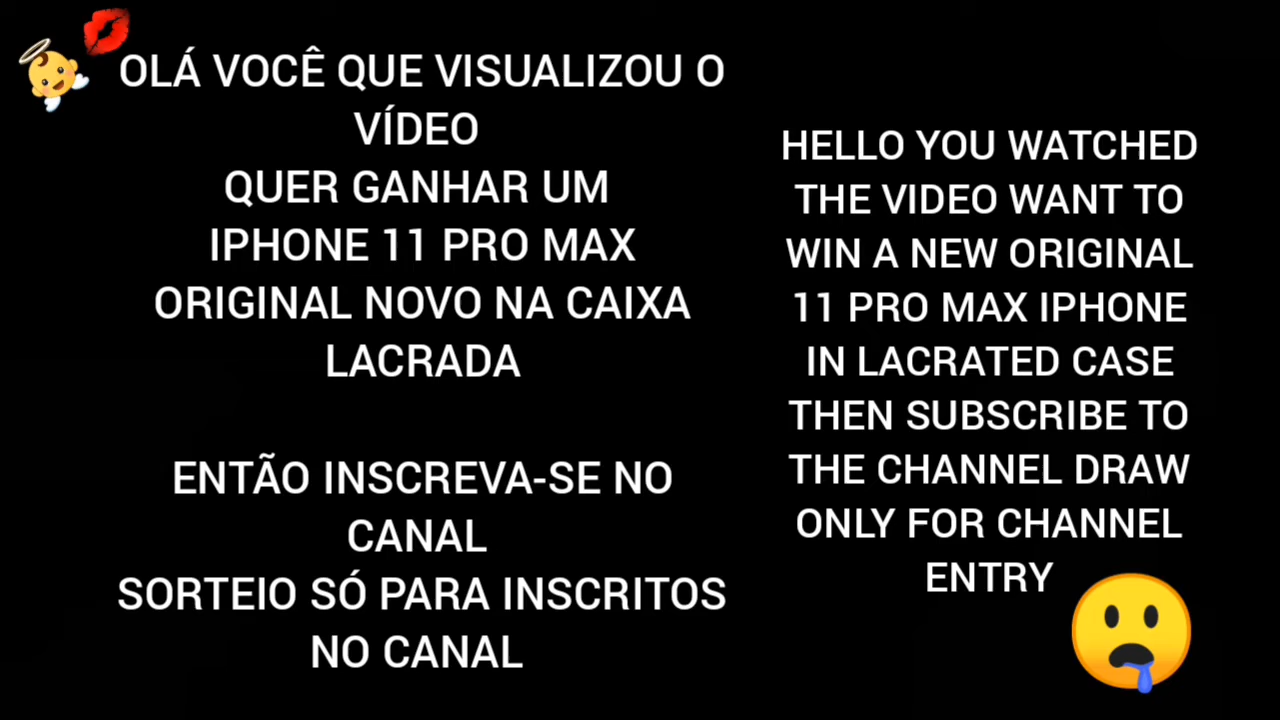 OLÁ VOCÊ QUE VISUALIZOU O
VÍDEO
QUER GANHAR UM
IPHONE 11 PRO MAX
ORIGINAL NOVO NA CAIXA
LACRADA
ENTÃO INSCREVA-SE NO
CANAL
SORTEIO SÓ PARA INSCRITOS
NO CANAL
HELLO YOU WATCHED
THE VIDEO WANT TO
WIN A NEW ORIGINAL
11 PRO MAX IPHONE
IN LACRATED CASE
THEN SUBSCRIBE TO
THE CHANNEL DRAW
ONLY FOR CHANNEL
ENTRY